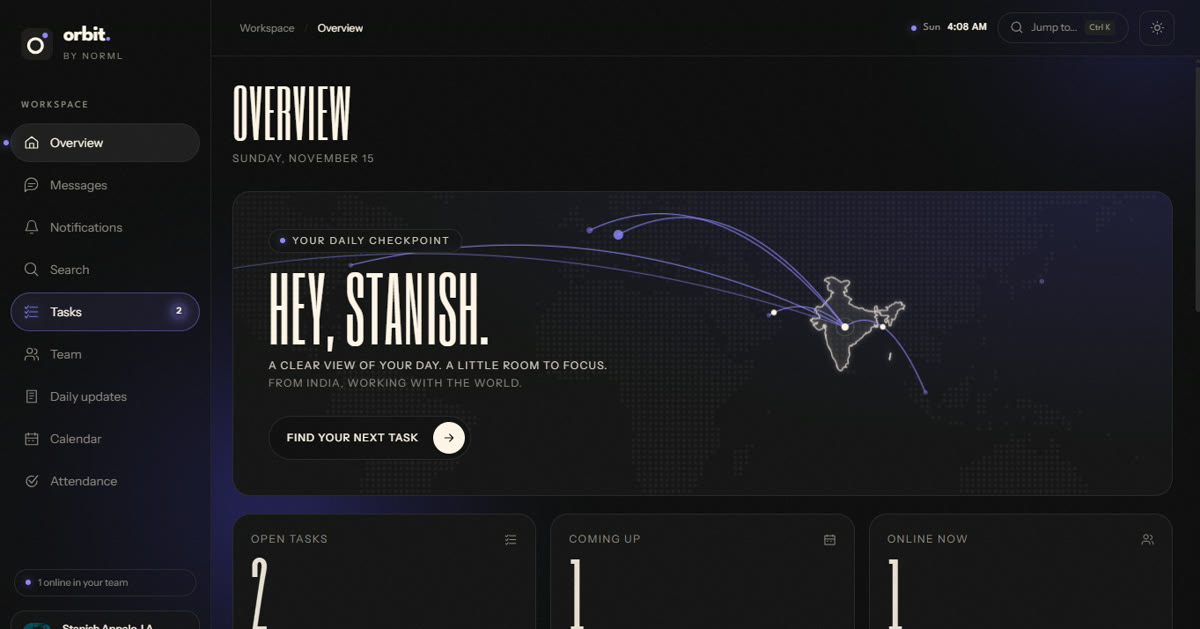 orbit.
BY NORML
WORKSPACE
Overview
Messages
Notifications
Search
Tasks 2
Team
Daily updates
Calendar
Attendance
1 online in your team
Workspace / Overview
Sun 4:08 AM
Jump to... Ctrl K
OVERVIEW
SUNDAY, NOVEMBER 15
YOUR DAILY CHECKPOINT
HEY, STANISH.
A CLEAR VIEW OF YOUR DAY. A LITTLE ROOM TO FOCUS.
FROM INDIA, WORKING WITH THE WORLD.
FIND YOUR NEXT TASK
OPEN TASKS
2
COMING UP
1
ONLINE NOW
1